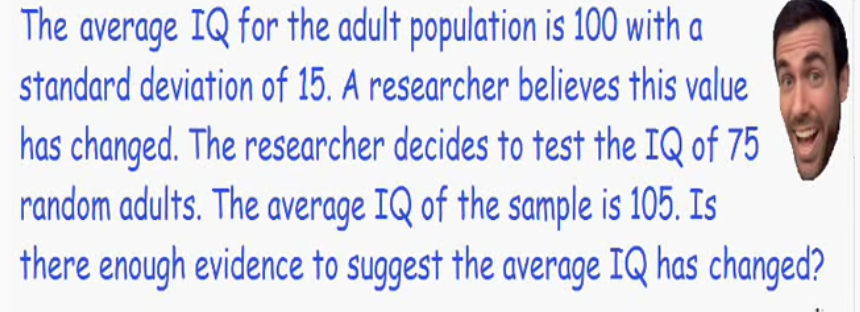 The average IQ for the adult population is 100 with a
standard deviation of 15. A researcher believes this value
has changed. The researcher decides to test the IQ of 75
random adults. The average IQ of the sample is 105. Is
there enough evidence to suggest the average IQ has changed?